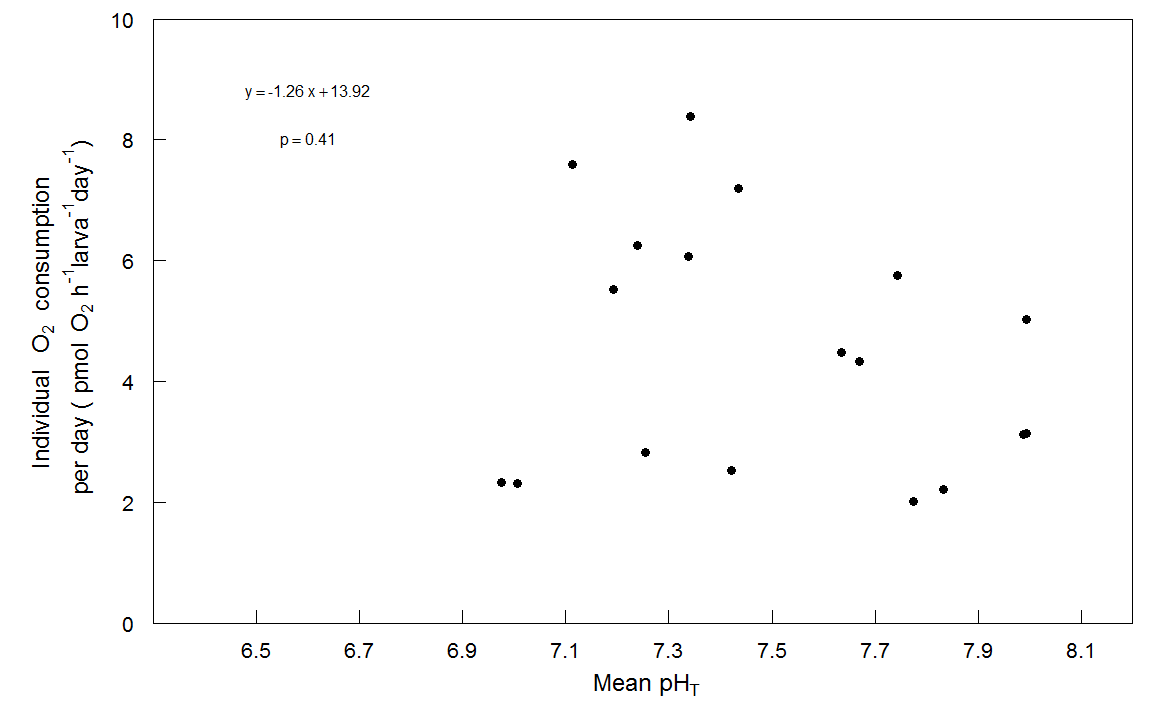 10
8
6
4
2
0
y = -1.26 x + 13.92
p = 0.41
Individual O₂ consumption
per day ( pmol O₂ h⁻¹larva⁻¹day⁻¹)
6.5 6.7 6.9 7.1 7.3 7.5 7.7 7.9 8.1
Mean pH_T